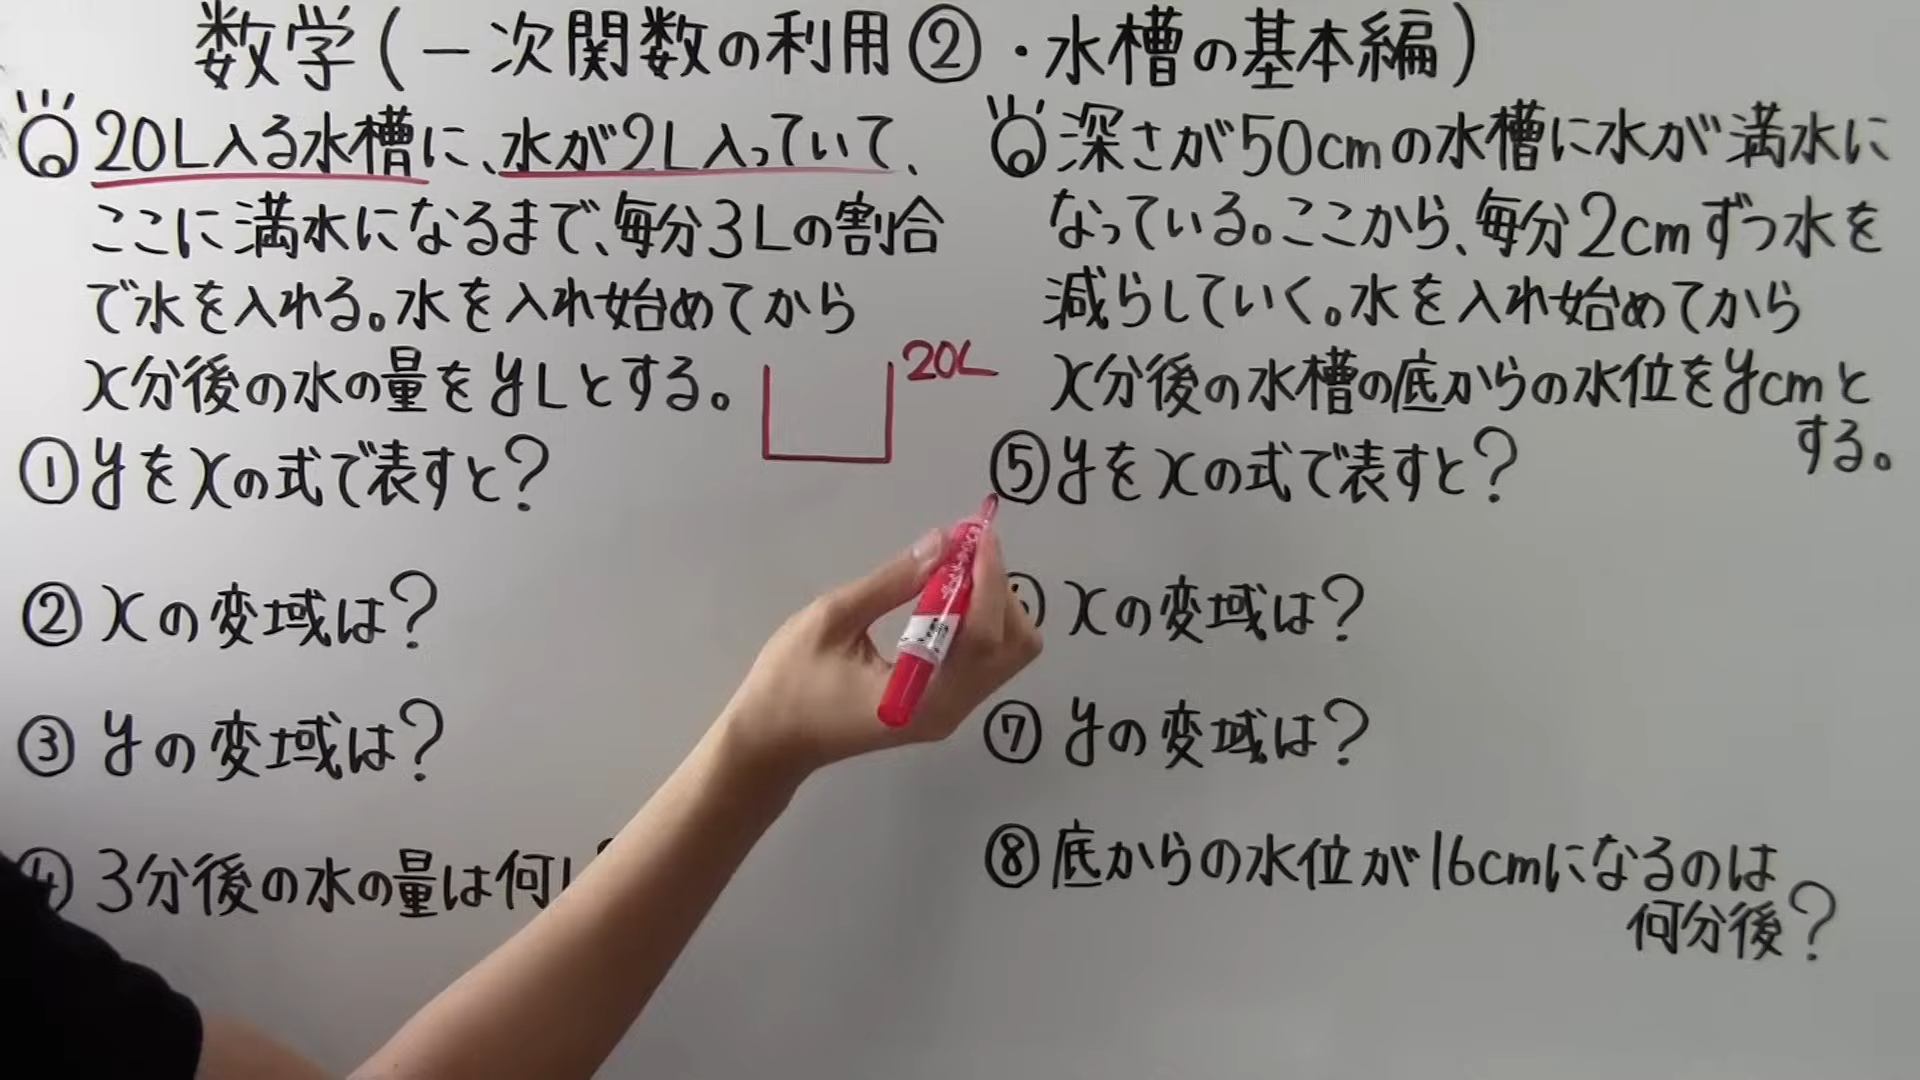 数学(一次関数の利用②・水槽の基本編)
Q 20L入る水槽に、水が2L入っていて、
ここに満水になるまで、毎分3Lの割合
で水を入れる。水を入れ始めてから
x分後の水の量をyLとする。
20L
①yをxの式で表すと?
②xの変域は?
③yの変域は?
④3分後の水の量は何
Q 深さが50cmの水槽に水が満水に
なっている。ここから、毎分2cmずつ水を
減らしていく。水を入れ始めてから
x分後の水槽の底からの水位をycmと
する。
⑤yをxの式で表すと?
xの変域は?
⑦yの変域は?
⑧底からの水位が16cmになるのは
何分後?